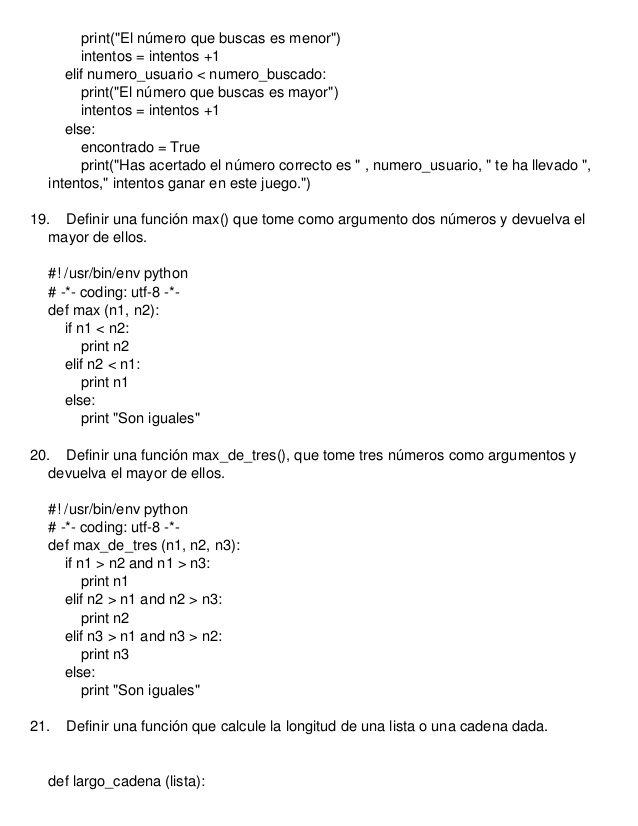 print("El número que buscas es menor")
intentos = intentos +1
elif numero_usuario < numero_buscado:
print("El número que buscas es mayor")
intentos = intentos +1
else:
encontrado = True
print("Has acertado el número correcto es " , numero_usuario, " te ha llevado ",
intentos," intentos ganar en este juego.")
19. Definir una función max() que tome como argumento dos números y devuelva el
mayor de ellos.
#! /usr/bin/env python
# -*- coding: utf-8 -*-
def max (n1, n2):
if n1 < n2:
print n2
elif n2 < n1:
print n1
else:
print "Son iguales"
20. Definir una función max_de_tres(), que tome tres números como argumentos y
devuelva el mayor de ellos.
#! /usr/bin/env python
# -*- coding: utf-8 -*-
def max_de_tres (n1, n2, n3):
if n1 > n2 and n1 > n3:
print n1
elif n2 > n1 and n2 > n3:
print n2
elif n3 > n1 and n3 > n2:
print n3
else:
print "Son iguales"
21. Definir una función que calcule la longitud de una lista o una cadena dada.
def largo_cadena (lista):